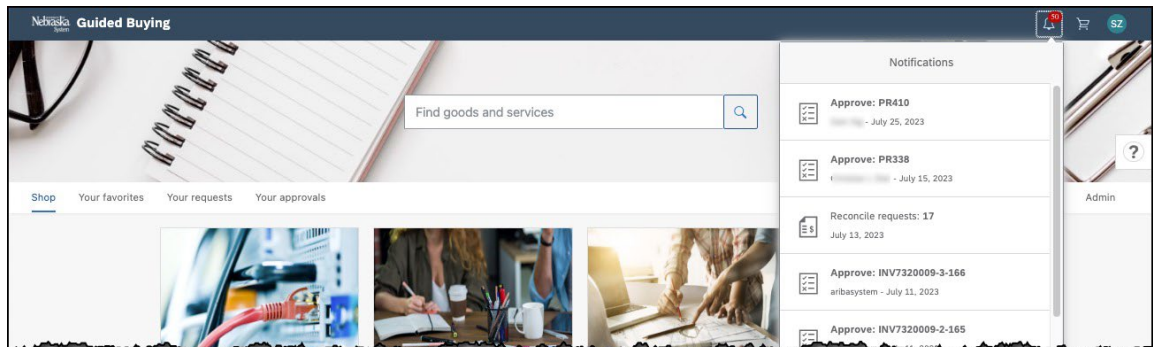 Nebraska System Guided Buying
50
SZ
Find goods and services
Shop Your favorites Your requests Your approvals Admin
Notifications
Approve: PR410
- July 25, 2023
Approve: PR338
- July 15, 2023
Reconcile requests: 17
July 13, 2023
Approve: INV7320009-3-166
aribasystem - July 11, 2023
Approve: INV7320009-2-165
?